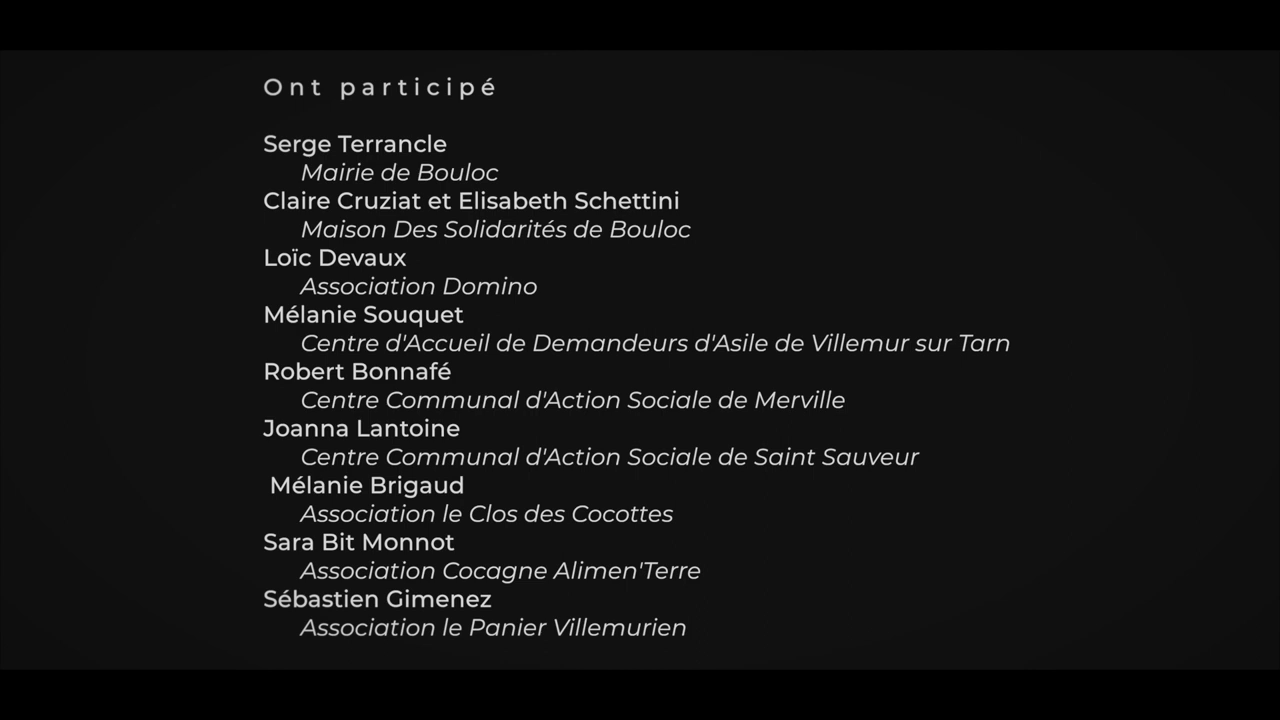 Ont participé
Serge Terrancle
Mairie de Bouloc
Claire Cruziat et Elisabeth Schettini
Maison Des Solidarités de Bouloc
Loïc Devaux
Association Domino
Mélanie Souquet
Centre d'Accueil de Demandeurs d'Asile de Villemur sur Tarn
Robert Bonnafé
Centre Communal d'Action Sociale de Merville
Joanna Lantoine
Centre Communal d'Action Sociale de Saint Sauveur
Mélanie Brigaud
Association le Clos des Cocottes
Sara Bit Monnot
Association Cocagne Alimen'Terre
Sébastien Gimenez
Association le Panier Villemurien